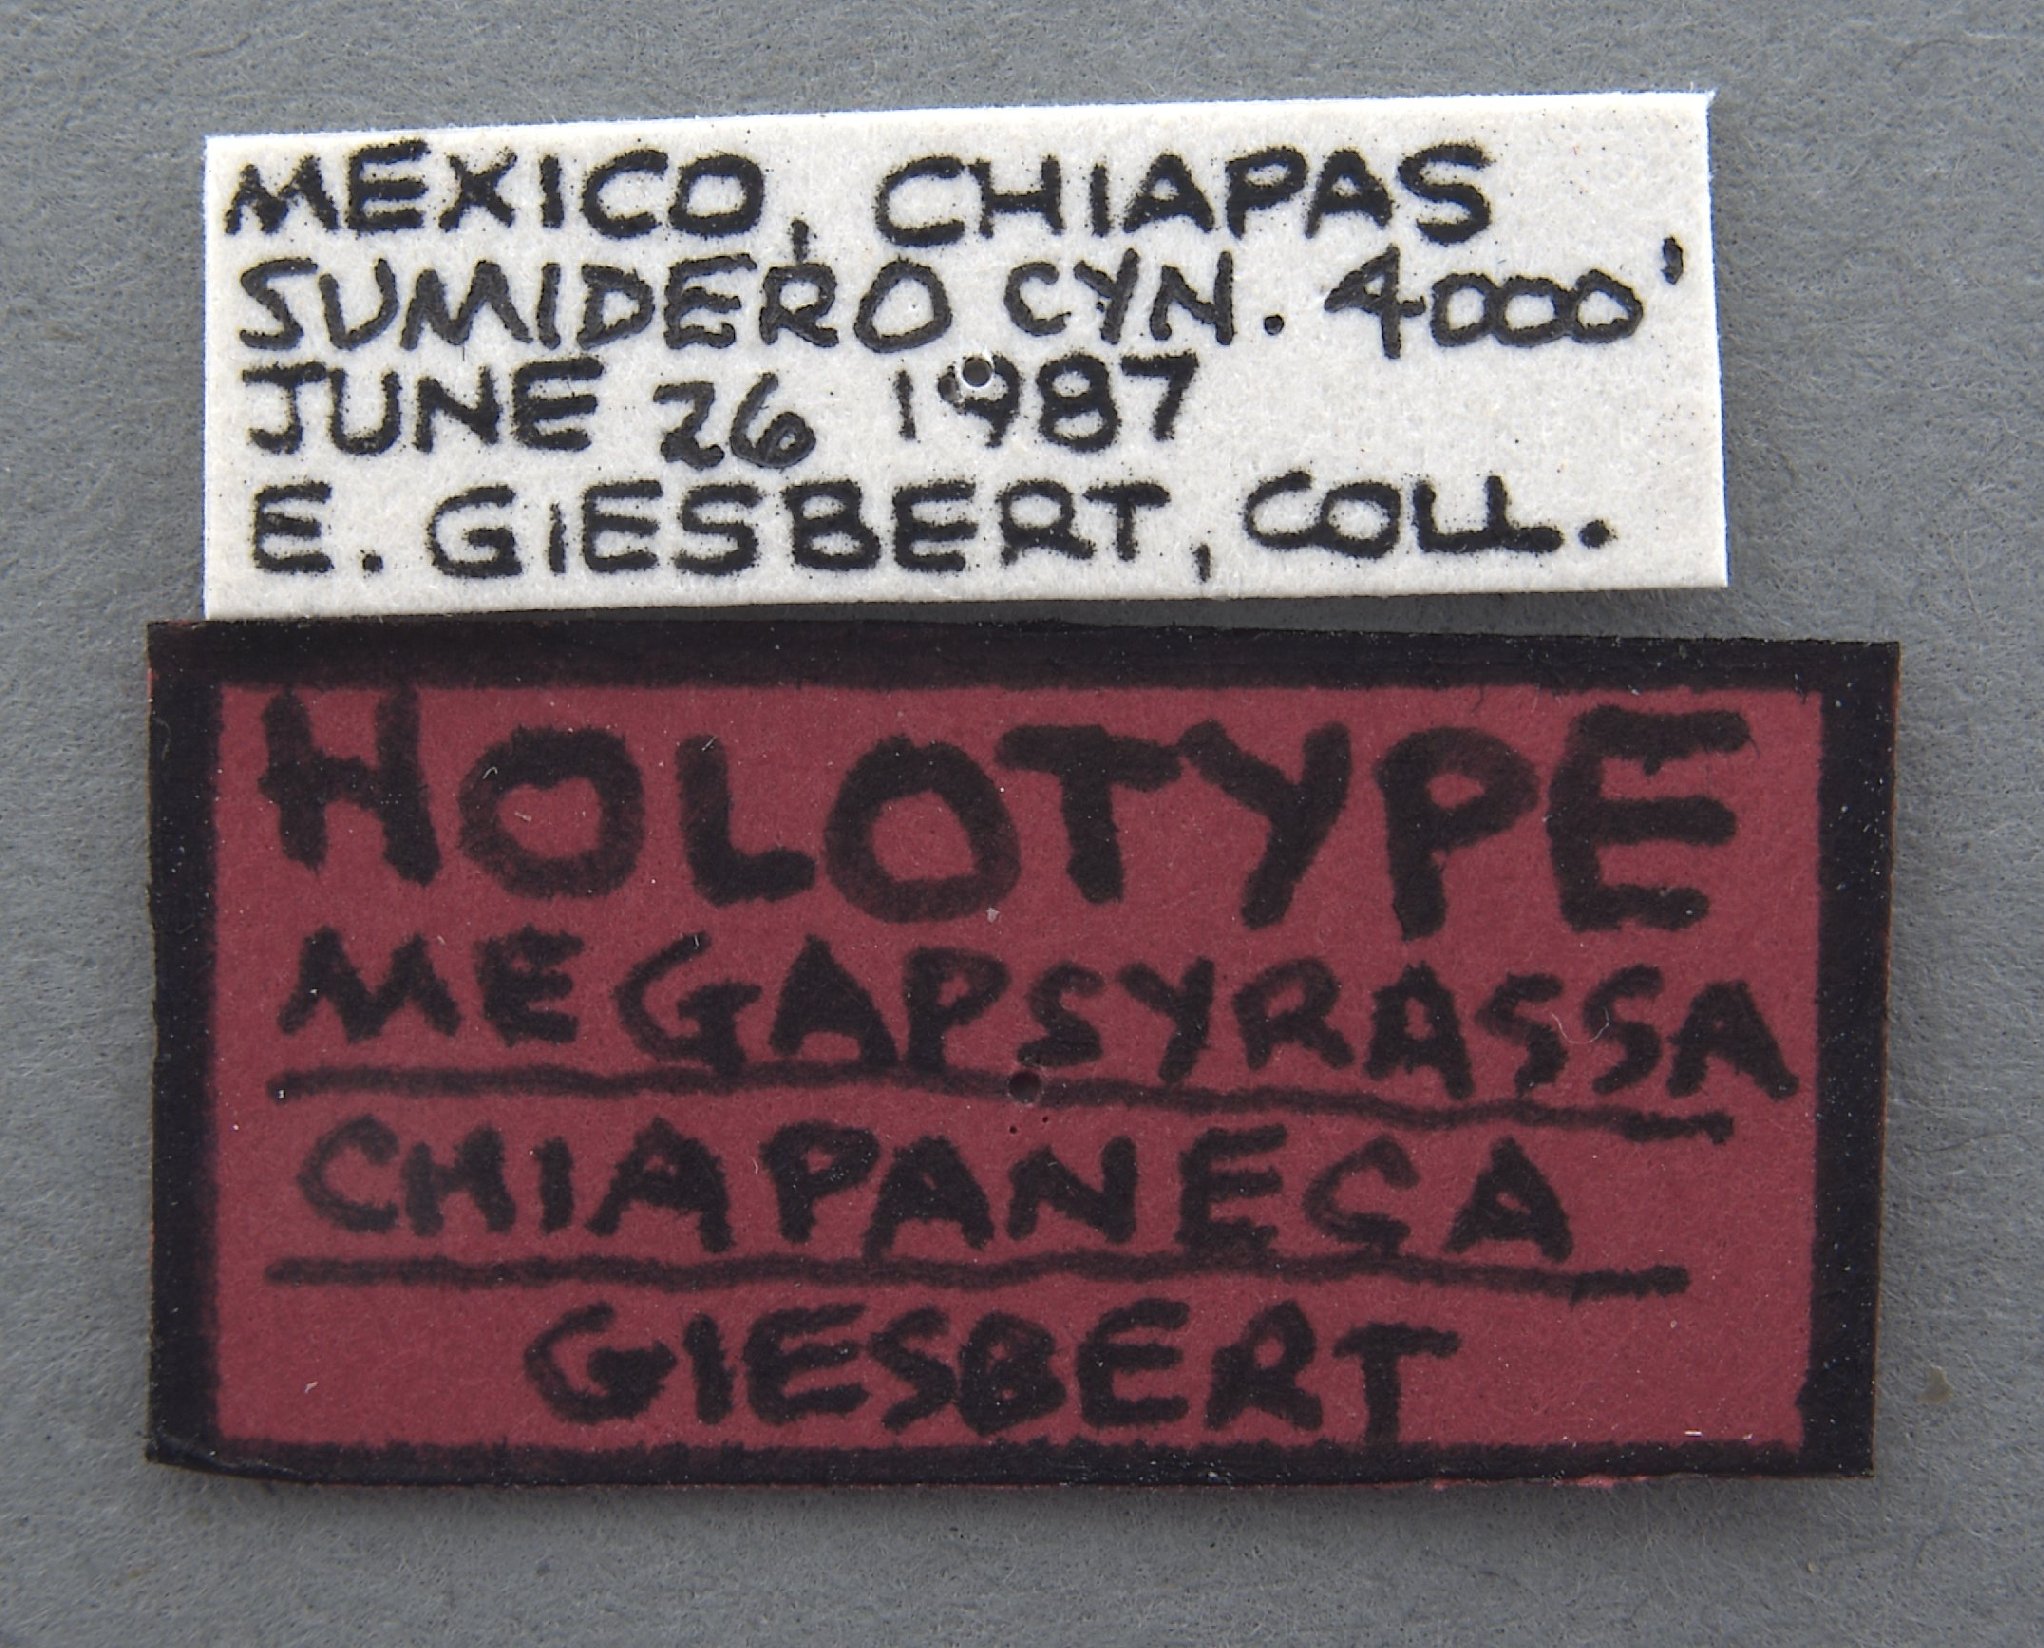 MEXICO, CHIAPAS
SUMIDERO CYN. 4000'
JUNE 26 1987
E. GIESBERT, COLL.
HOLOTYPE
MEGAPSYRASSA
CHIAPANECA
GIESBERT